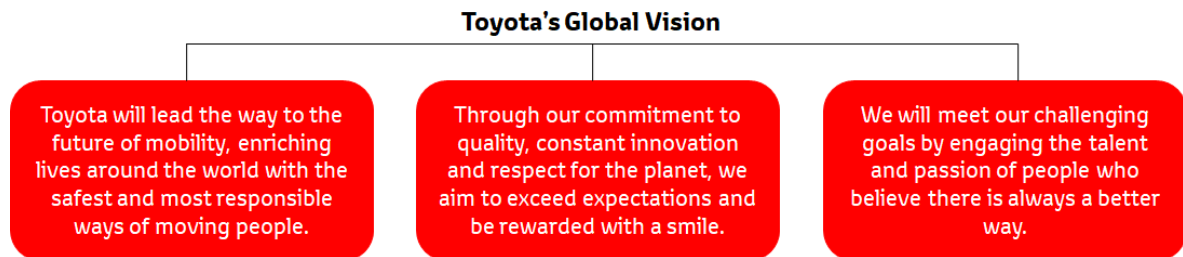 Toyota's Global Vision
Toyota will lead the way to the
future of mobility, enriching
lives around the world with the
safest and most responsible
ways of moving people.
Through our commitment to
quality, constant innovation
and respect for the planet, we
aim to exceed expectations and
be rewarded with a smile.
We will meet our challenging
goals by engaging the talent
and passion of people who
believe there is always a better
way.